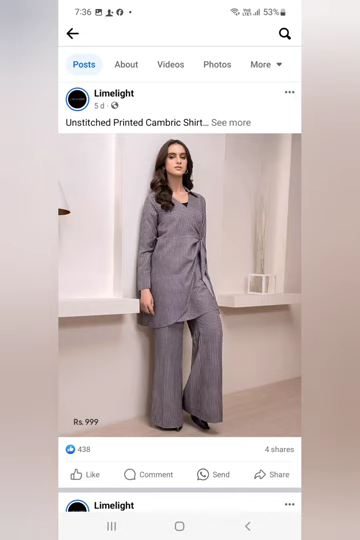 7:36
53%
Posts About Videos Photos More
Limelight
5 d
Unstitched Printed Cambric Shirt... See more
Rs. 999
438
4 shares
Like Comment Send Share
Limelight